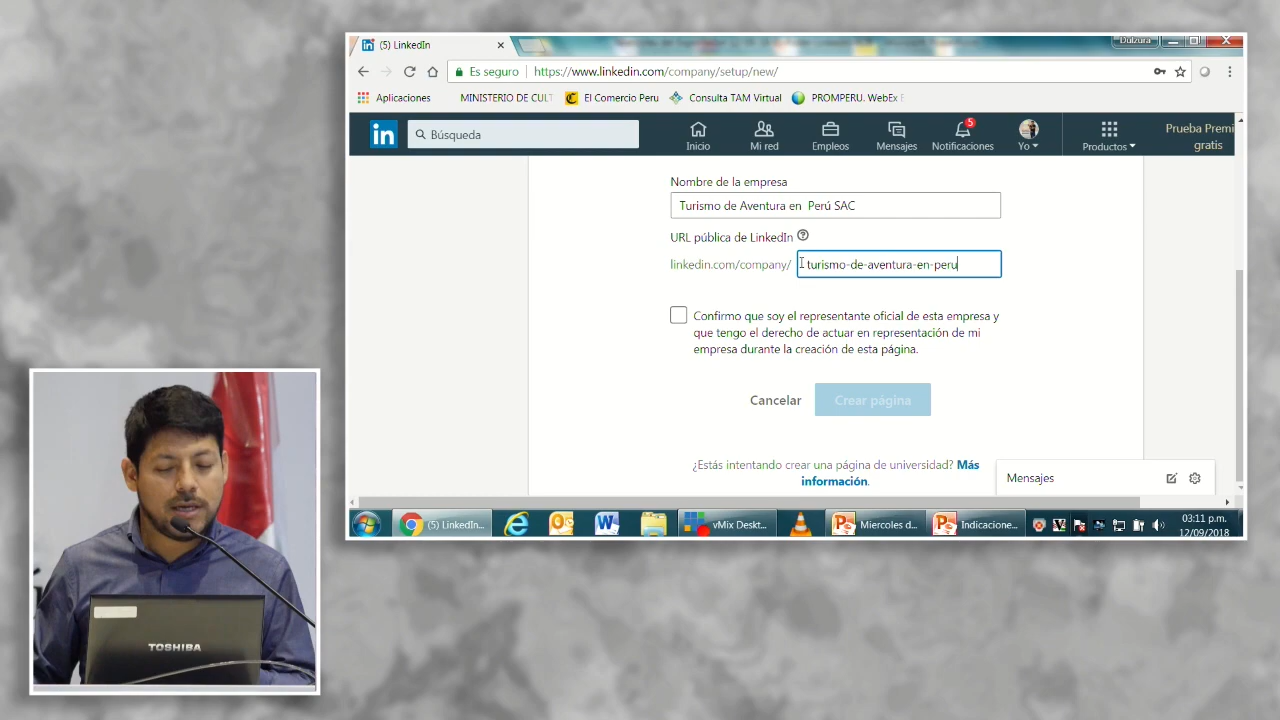 (5) LinkedIn
Dulzura
Es seguro
https://www.linkedin.com/company/setup/new/
Aplicaciones
MINISTERIO DE CULT
El Comercio Peru
Consulta TAM Virtual
PROMPERU. WebEx E
in
Búsqueda
Inicio
Mi red
Empleos
Mensajes
5
Notificaciones
Yo
Productos
Prueba Premi
gratis
Nombre de la empresa
Turismo de Aventura en Perú SAC
URL pública de LinkedIn
linkedin.com/company/ turismo-de-aventura-en-peru
Confirmo que soy el representante oficial de esta empresa y
que tengo el derecho de actuar en representación de mi
empresa durante la creación de esta página.
Cancelar
Crear página
¿Estás intentando crear una página de universidad? Más
información.
Mensajes
(5) LinkedIn...
vMix Deskt...
Miercoles d...
Indicacione...
03:11 p.m.
12/09/2018
TOSHIBA